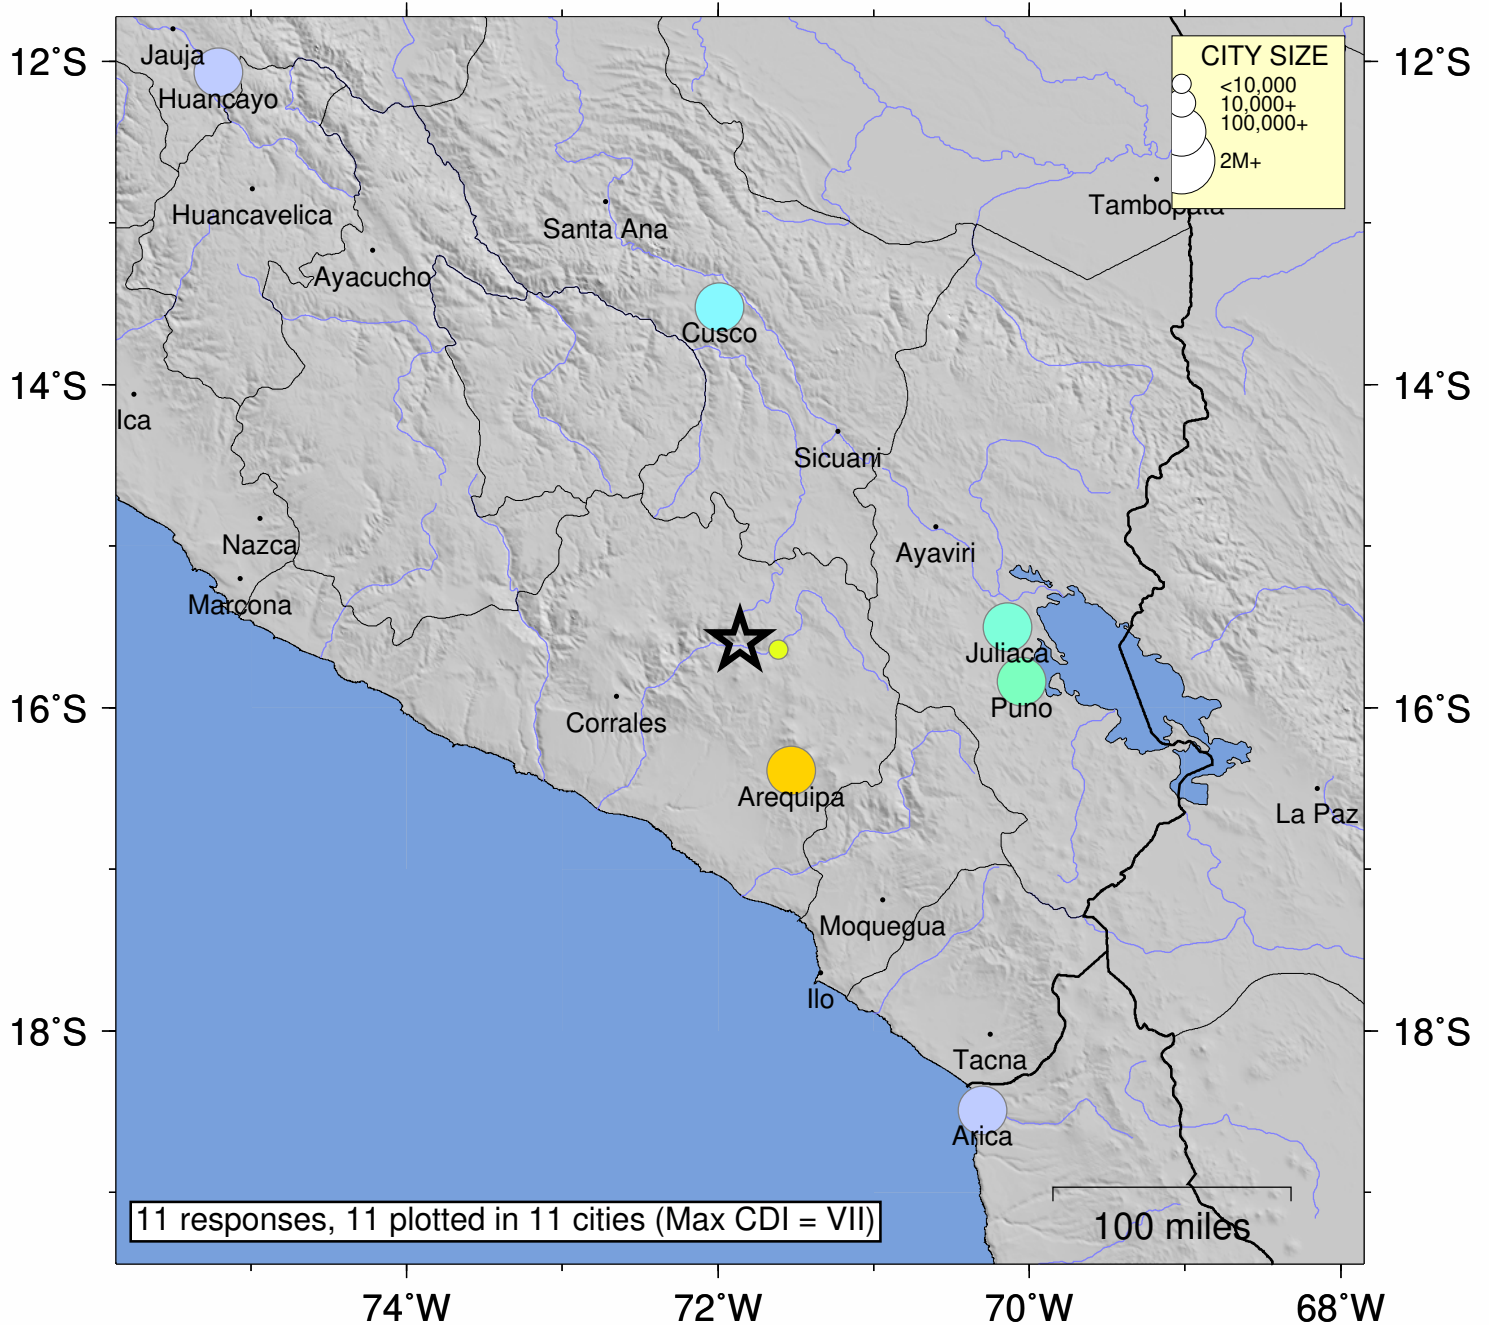 12°S
12°S
CITY SIZE
<10,000
10,000+
100,000+
2M+
Jauja
Huancayo
Tambopata
Huancavelica
Santa Ana
Ayacucho
Cusco
14°S
14°S
Ica
Sicuani
Nazca
Ayaviri
Marcona
Juliaca
16°S
16°S
Puno
Corrales
Arequipa
La Paz
Moquegua
Ilo
18°S
18°S
Tacna
Arica
11 responses, 11 plotted in 11 cities (Max CDI = VII)
100 miles
74°W
72°W
70°W
68°W